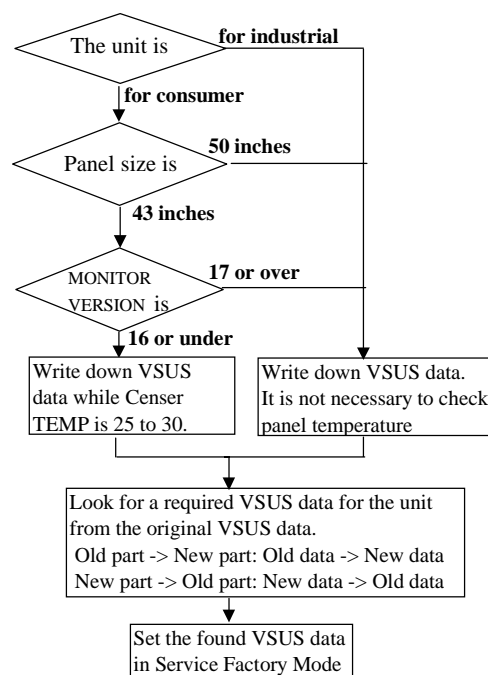 The unit is
for industrial
for consumer
Panel size is
50 inches
43 inches
MONITOR
VERSION is
17 or over
16 or under
Write down VSUS
data while Censer
TEMP is 25 to 30.
Write down VSUS data.
It is not necessary to check
panel temperature
Look for a required VSUS data for the unit
from the original VSUS data.
Old part -> New part: Old data -> New data
New part -> Old part: New data -> Old data
Set the found VSUS data
in Service Factory Mode